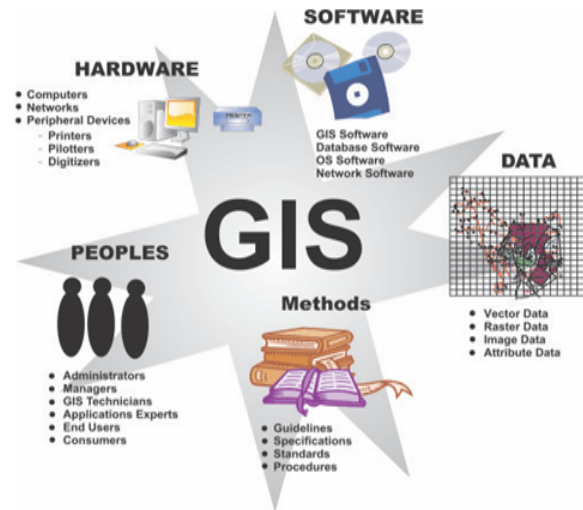 SOFTWARE
HARDWARE
● Computers
● Networks
● Peripheral Devices
- Printers
- Pilotters
- Digitizers
PRINTER
GIS Software
Database Software
OS Software
Network Software
DATA
● Vector Data
● Raster Data
● Image Data
● Attribute Data
GIS
PEOPLES
● Administrators
● Managers
● GIS Technicians
● Applications Experts
● End Users
● Consumers
Methods
● Guidelines
● Specifications
● Standards
● Procedures